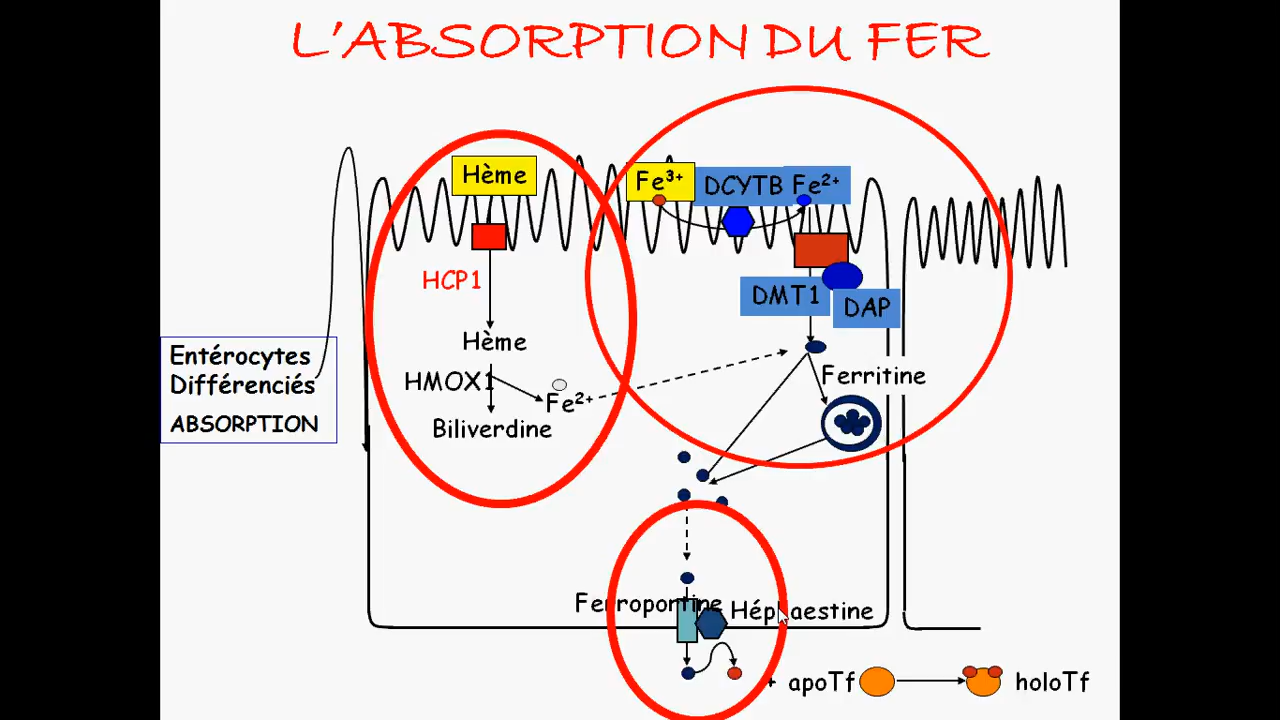 L'ABSORPTION DU FER
Hème
Fe³⁺
DCYTB
Fe²⁺
HCP1
DMT1
DAP
Hème
HMOX1
Fe²⁺
Biliverdine
Entérocytes
Différenciés
ABSORPTION
Ferritine
Ferroportine
Héphaestine
+ apoTf
holoTf